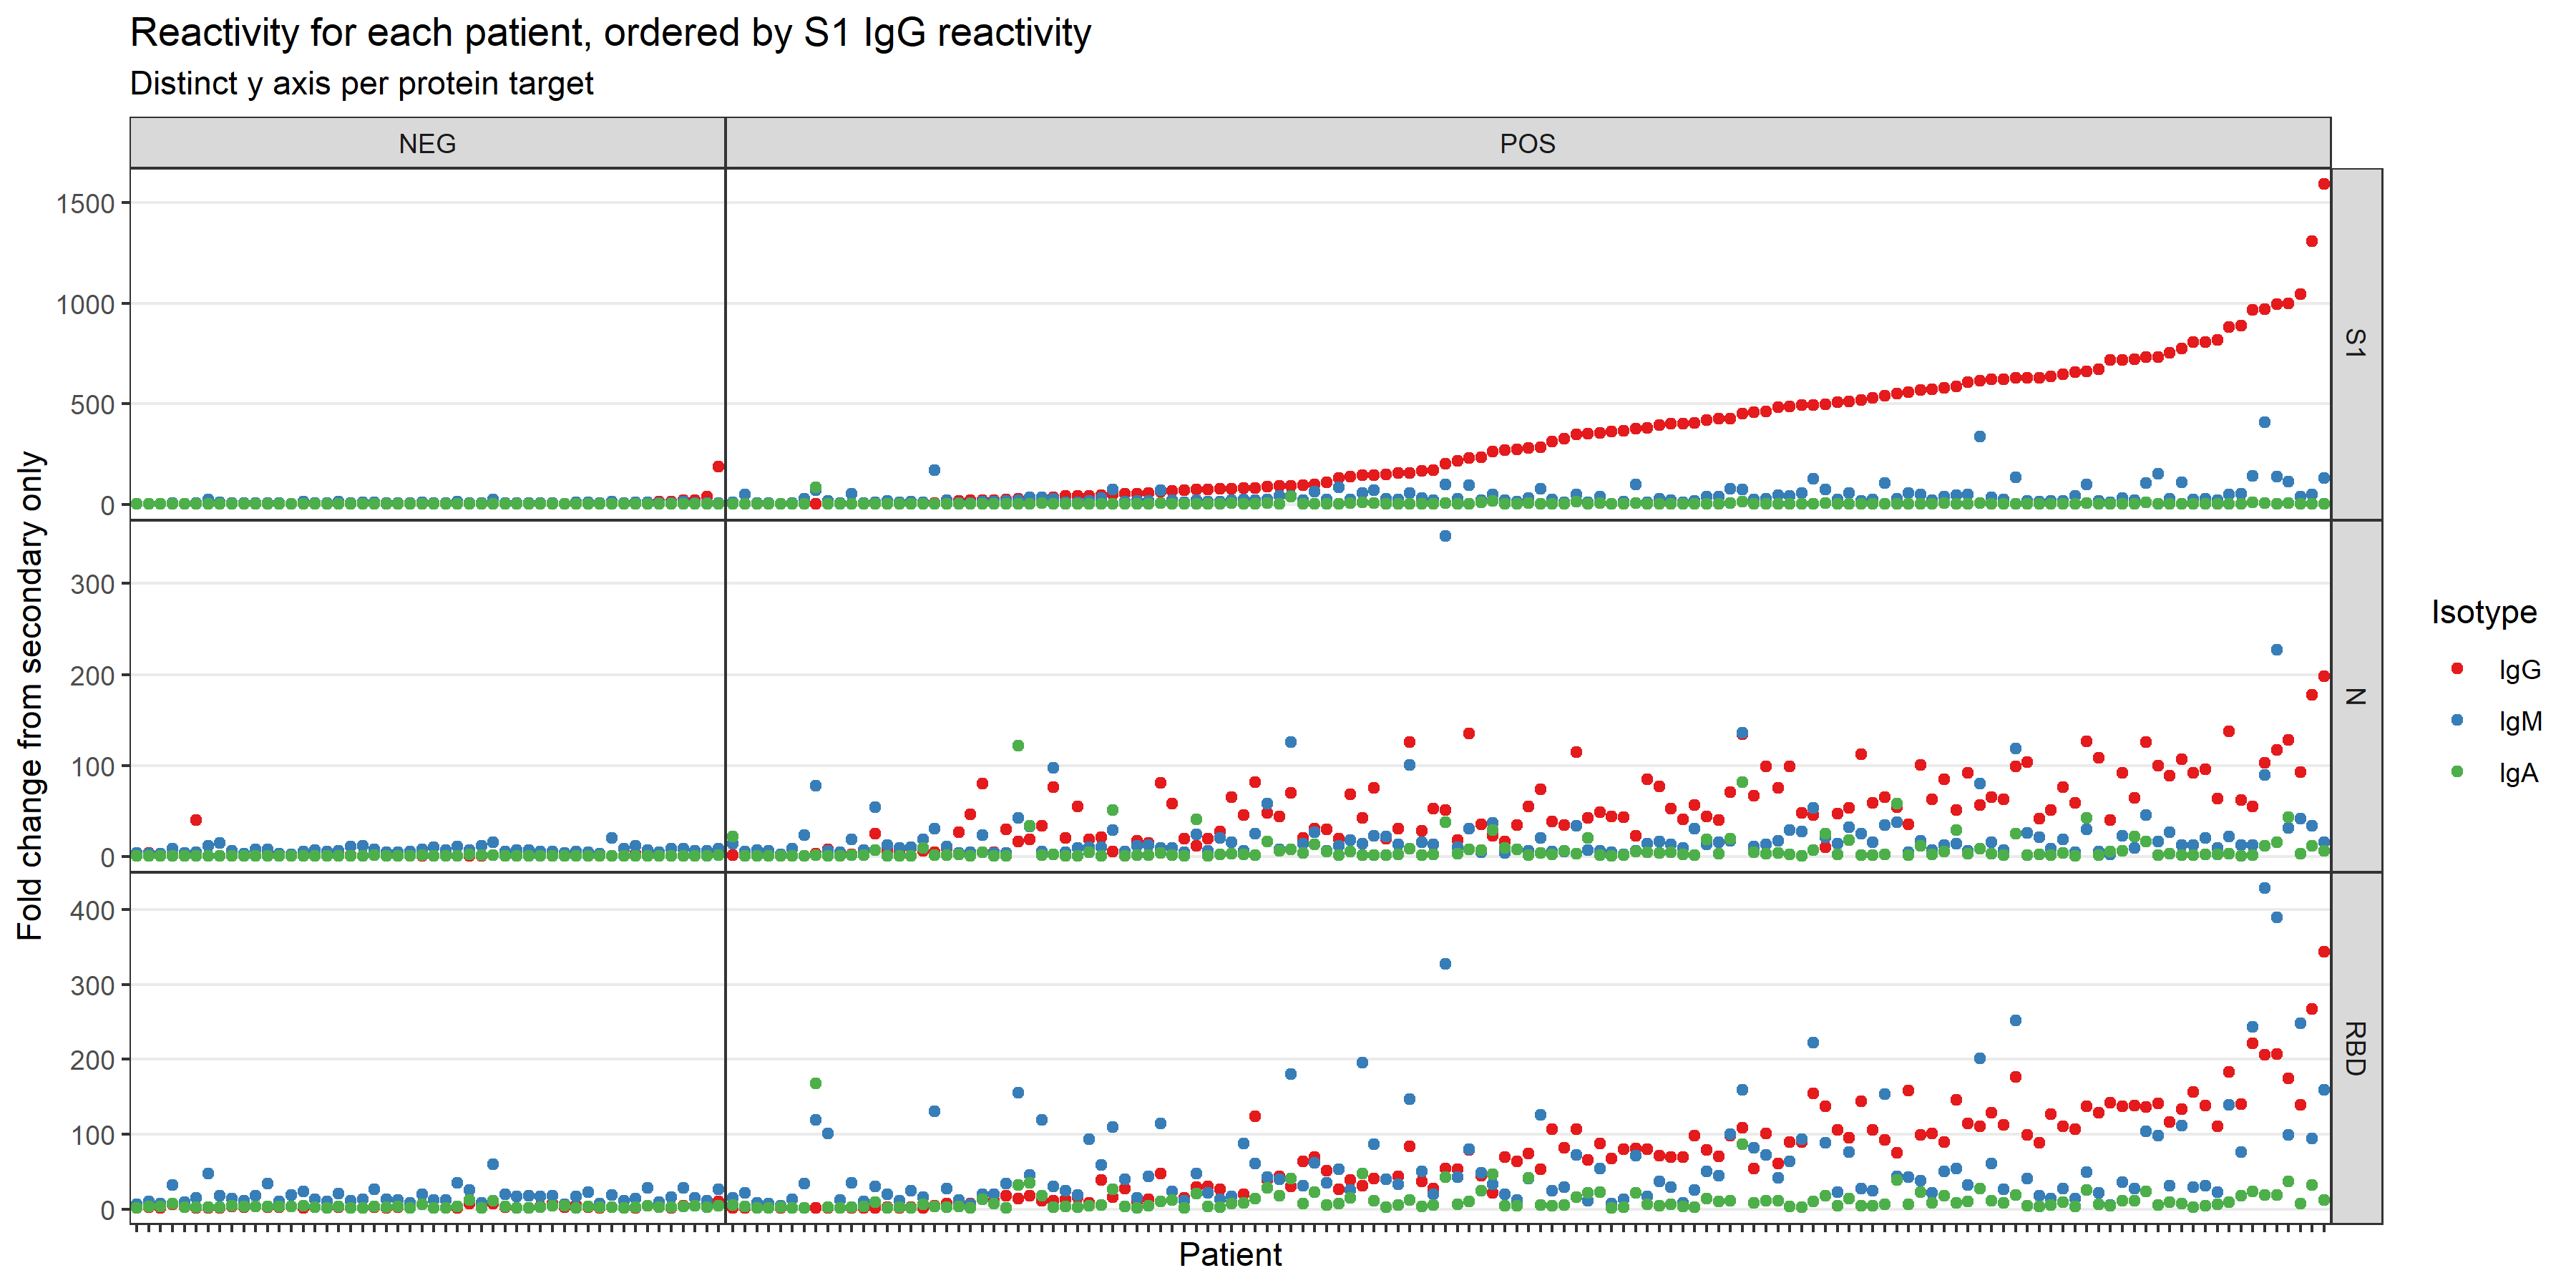 Reactivity for each patient, ordered by S1 IgG reactivity
Distinct y axis per protein target
NEG
POS
1500
1000
500
0
S1
300
200
100
0
N
400
300
200
100
0
RBD
Fold change from secondary only
Patient
Isotype
IgG
IgM
IgA